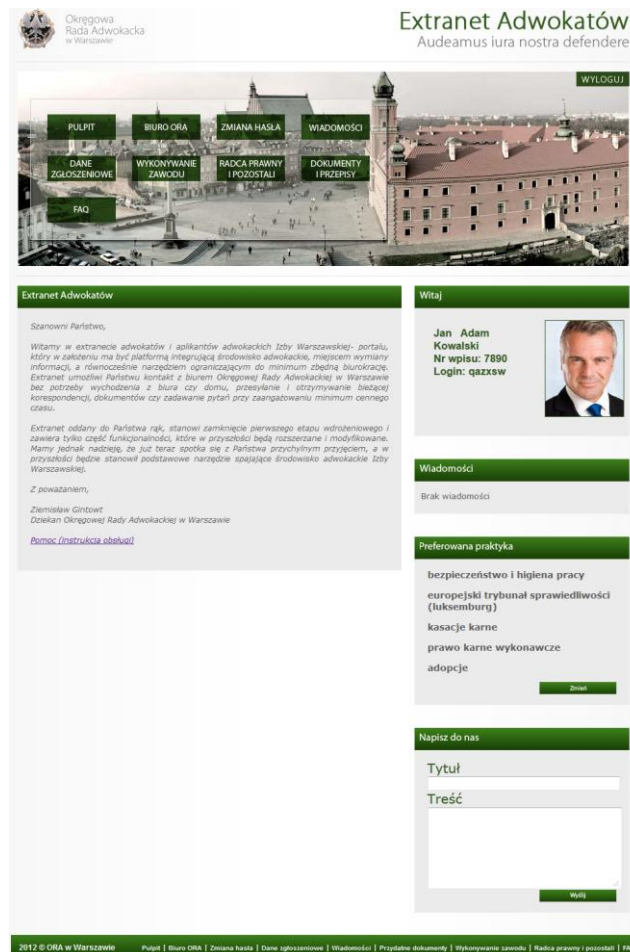 Okręgowa
Rada Adwokacka
w Warszawie
Extranet Adwokatów
Audeamus iura nostra defendere
WYLOGUJ
PULPIT
BIURO ORA
ZMIANA HASŁA
WIADOMOŚCI
DANE
ZGŁOSZENIOWE
WYKONYWANIE
ZAWODU
RADCA PRAWNY
I POZOSTALI
DOKUMENTY
I PRZEPISY
FAQ
Extranet Adwokatów
Szanowni Państwo,
Witamy w extranecie adwokatów i aplikantów adwokackich Izby Warszawskiej- portalu,
który w założeniu ma być platformą integrującą środowisko adwokackie, miejscem wymiany
informacji, a równocześnie narzędziem ograniczającym do minimum zbędną biurokrację.
Extranet umożliwi Państwu kontakt z biurem Okręgowej Rady Adwokackiej w Warszawie
bez potrzeby wychodzenia z biura czy domu, przesyłanie i otrzymywanie bieżącej
korespondencji, dokumentów czy zadawanie pytań przy zaangażowaniu minimum cennego
czasu.
Extranet oddany do Państwa rąk, stanowi zamknięcie pierwszego etapu wdrożeniowego i
zawiera tylko część funkcjonalności, które w przyszłości będą rozszerzane i modyfikowane.
Mamy jednak nadzieję, że już teraz spotka się z Państwa przychylnym przyjęciem, a w
przyszłości będzie stanowił podstawowe narzędzie spajające środowisko adwokackie Izby
Warszawskiej.
Z poważaniem,
Ziemisław Gintowt
Dziekan Okręgowej Rady Adwokackiej w Warszawie
Pomoc (instrukcja obsługi)
Witaj
Jan Adam
Kowalski
Nr wpisu: 7890
Login: qazxsw
Wiadomości
Brak wiadomości
Preferowana praktyka
bezpieczeństwo i higiena pracy
europejski trybunał sprawiedliwości
(luksemburg)
kasacje karne
prawo karne wykonawcze
adopcje
Zmień
Napisz do nas
Tytuł
Treść
Wyślij
2012 © ORA w Warszawie
Pulpit | Biuro ORA | Zmiana hasła | Dane zgłoszeniowe | Wiadomości | Przydatne dokumenty | Wykonywanie zawodu | Radca prawny i pozostali | FA